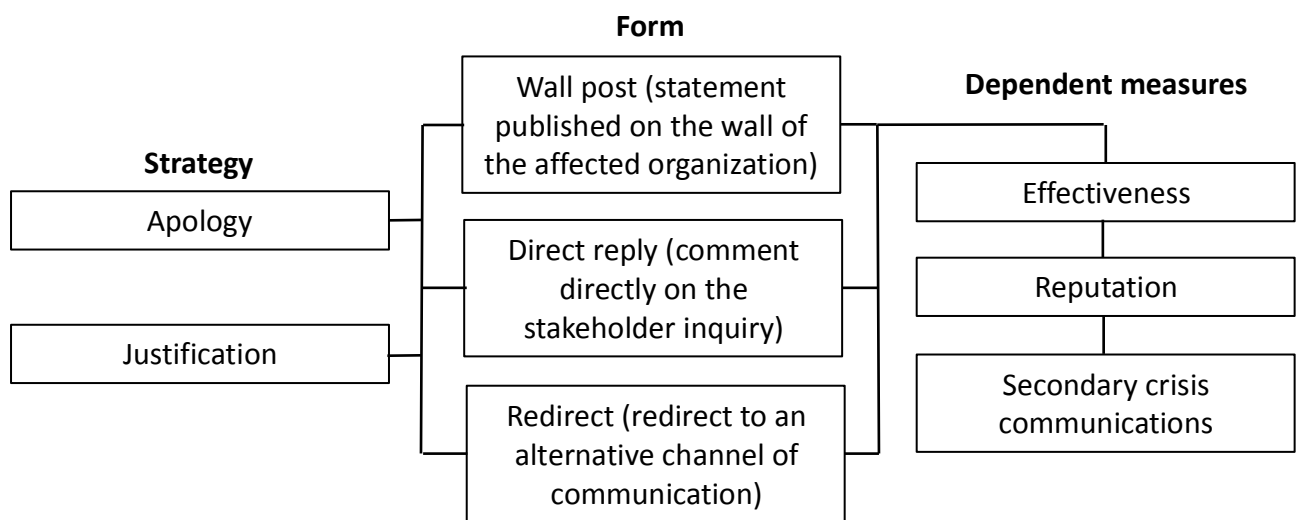 Strategy
Apology
Justification
Form
Wall post (statement
published on the wall of
the affected organization)
Direct reply (comment
directly on the
stakeholder inquiry)
Redirect (redirect to an
alternative channel of
communication)
Dependent measures
Effectiveness
Reputation
Secondary crisis
communications